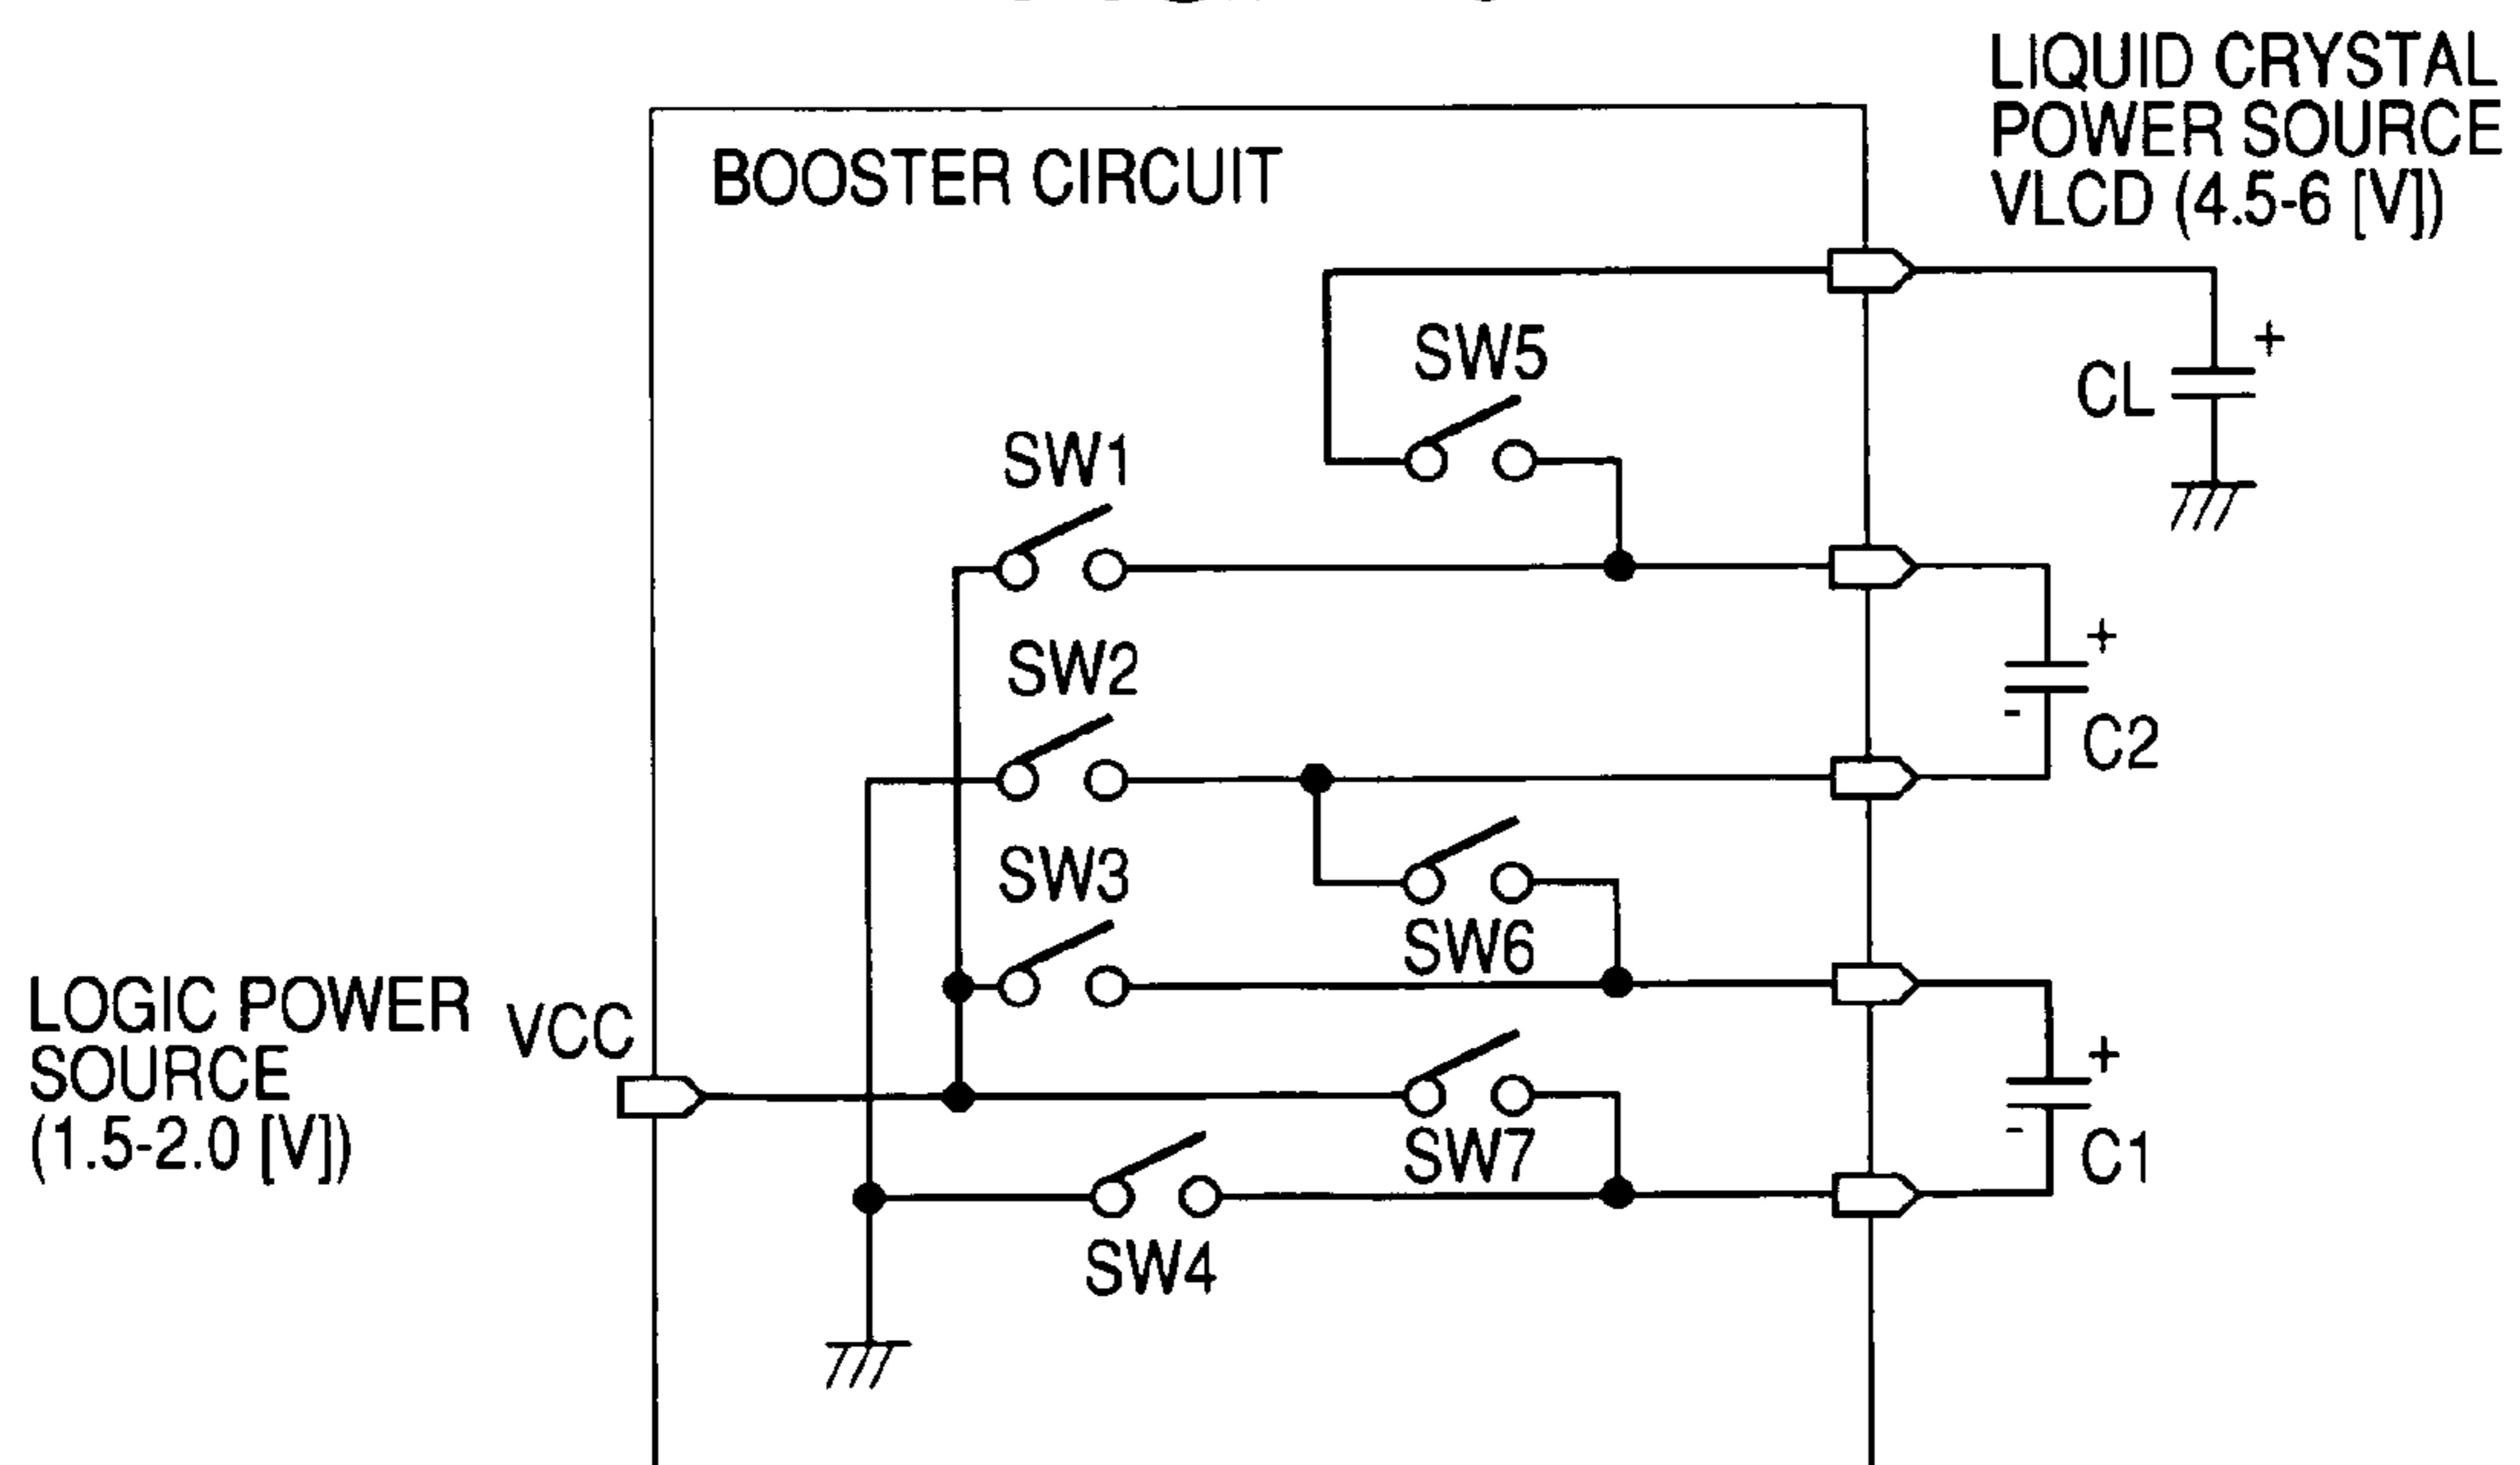 LIQUID CRYSTAL
POWER SOURCE
VLCD (4.5-6 [V])
BOOSTER CIRCUIT
SW5
+
CL
SW1
+
SW2
-
C2
SW3
SW6
LOGIC POWER
SOURCE
(1.5-2.0 [V])
VCC
+
SW7
-
C1
SW4